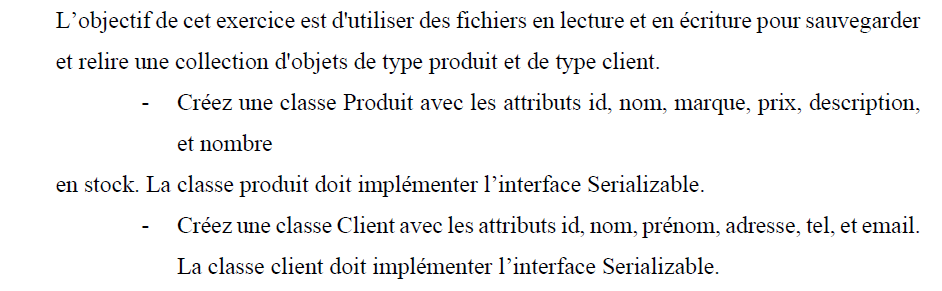 L’objectif de cet exercice est d'utiliser des fichiers en lecture et en écriture pour sauvegarder
et relire une collection d'objets de type produit et de type client.
- Créez une classe Produit avec les attributs id, nom, marque, prix, description,
et nombre
en stock. La classe produit doit implémenter l’interface Serializable.
- Créez une classe Client avec les attributs id, nom, prénom, adresse, tel, et email.
La classe client doit implémenter l’interface Serializable.